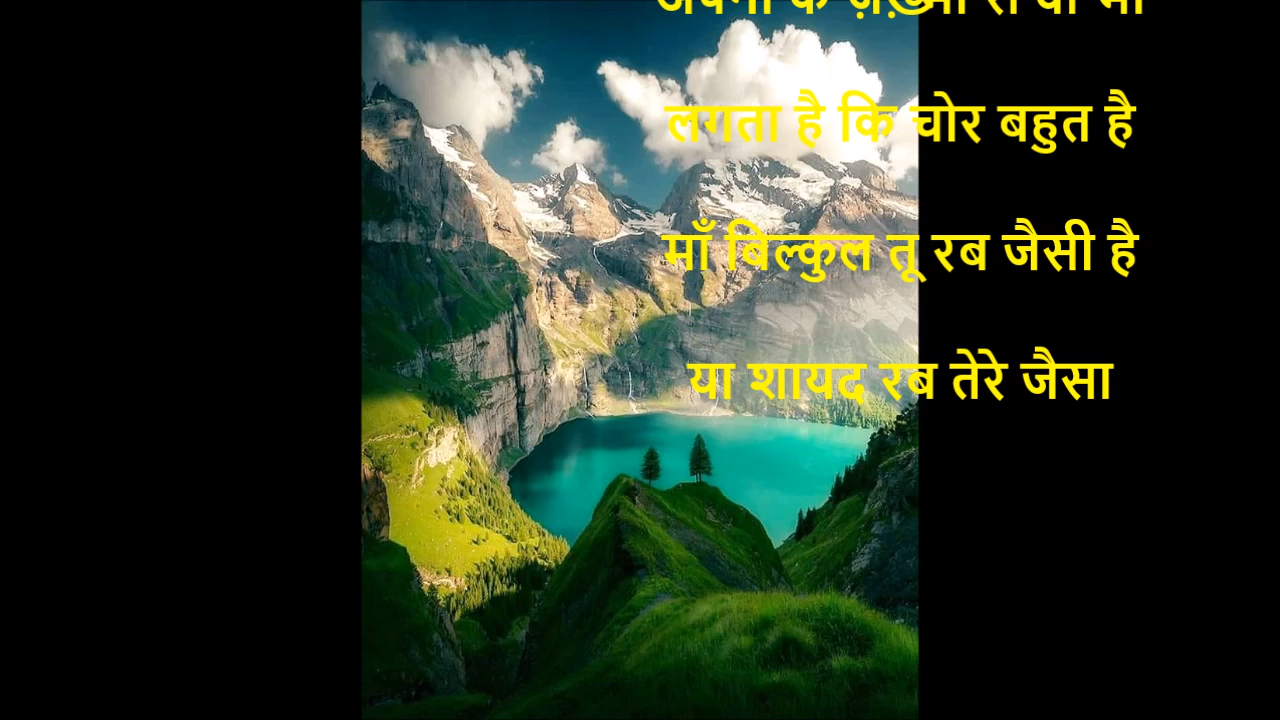 लगता है कि चोर बहुत है
माँ बिल्कुल तू रब जैसी है
या शायद रब तेरे जैसा